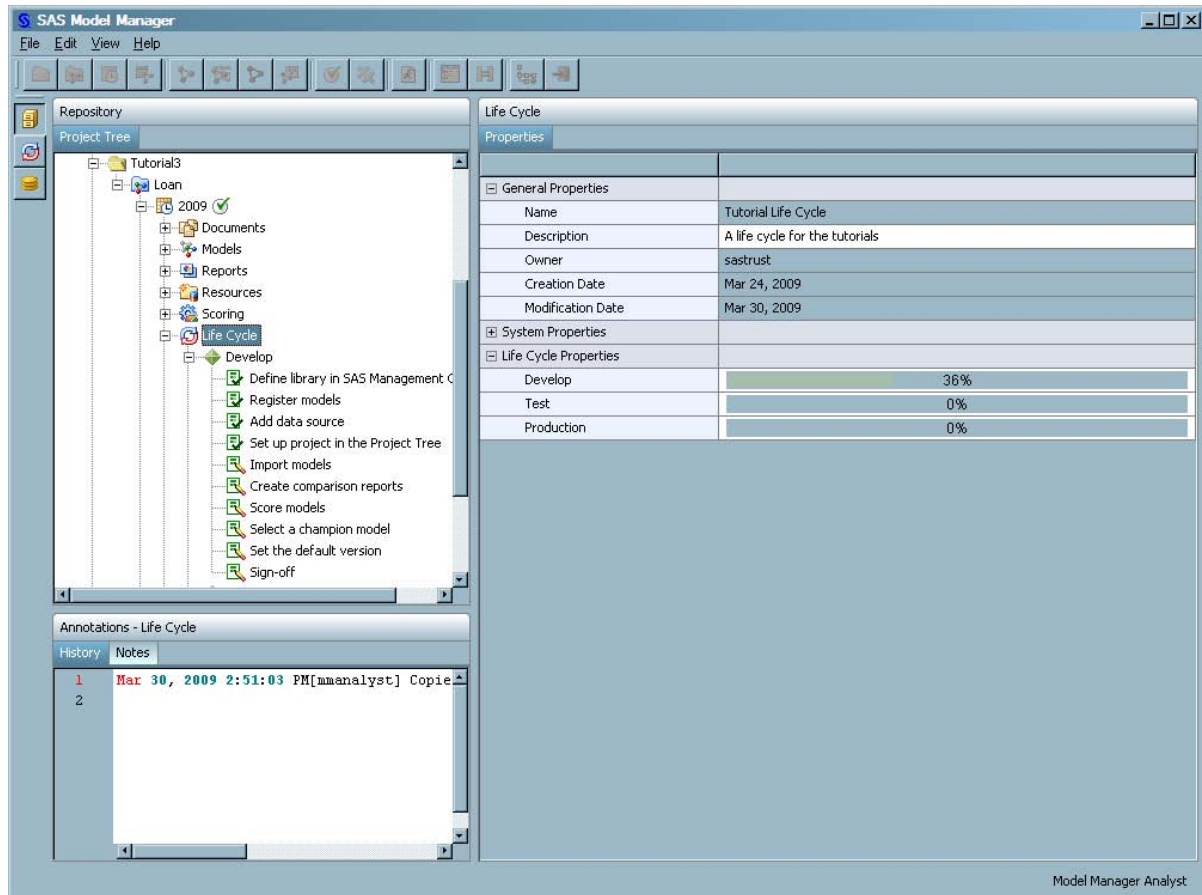 SAS Model Manager
File Edit View Help
Repository
Project Tree
Tutorial3
Loan
2009
Documents
Models
Reports
Resources
Scoring
Life Cycle
Develop
Define library in SAS Management C
Register models
Add data source
Set up project in the Project Tree
Import models
Create comparison reports
Score models
Select a champion model
Set the default version
Sign-off
Annotations - Life Cycle
History Notes
1 Mar 30, 2009 2:51:03 PM[mmanalyst] Copie
2
Life Cycle
Properties
General Properties
Name Tutorial Life Cycle
Description A life cycle for the tutorials
Owner sastrust
Creation Date Mar 24, 2009
Modification Date Mar 30, 2009
System Properties
Life Cycle Properties
Develop 36%
Test 0%
Production 0%
Model Manager Analyst